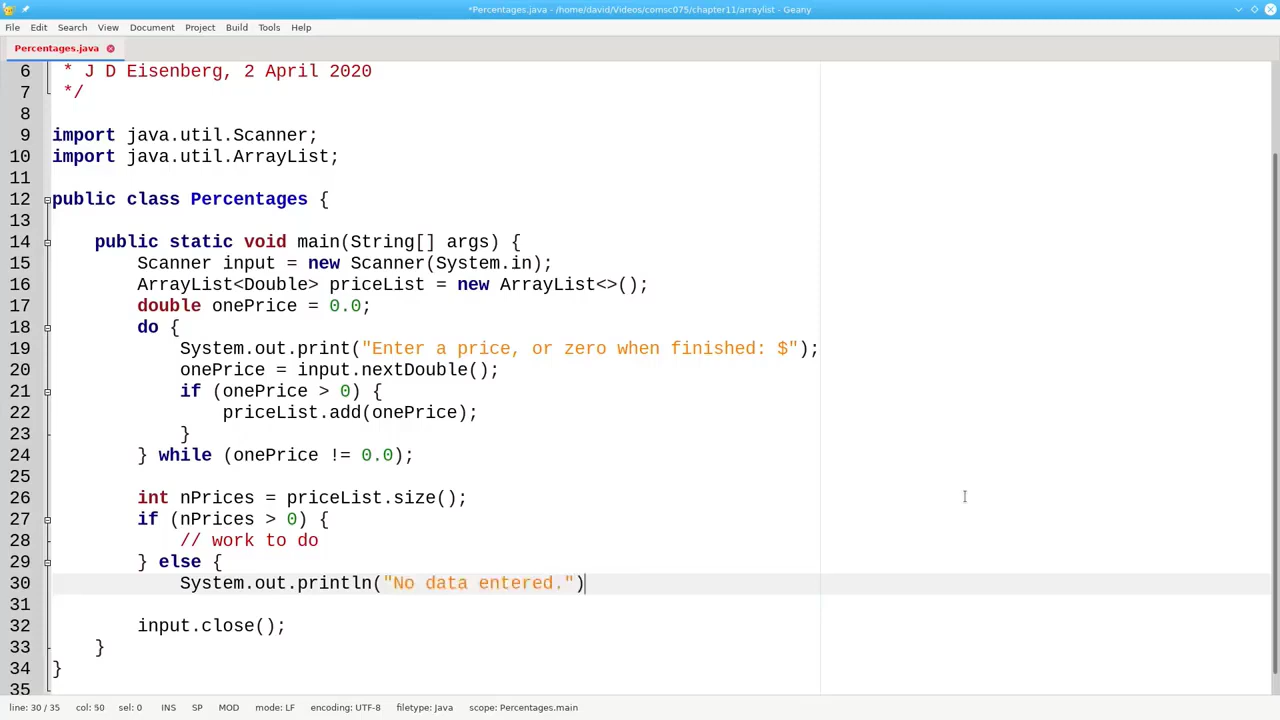 *Percentages.java - /home/david/Videos/comsc075/chapter11/arraylist - Geany
File Edit Search View Document Project Build Tools Help
Percentages.java
6 * J D Eisenberg, 2 April 2020
7 */
8
9 import java.util.Scanner;
10 import java.util.ArrayList;
11
12 public class Percentages {
13
14 public static void main(String[] args) {
15 Scanner input = new Scanner(System.in);
16 ArrayList<Double> priceList = new ArrayList<>();
17 double onePrice = 0.0;
18 do {
19 System.out.print("Enter a price, or zero when finished: $");
20 onePrice = input.nextDouble();
21 if (onePrice > 0) {
22 priceList.add(onePrice);
23 }
24 } while (onePrice != 0.0);
25
26 int nPrices = priceList.size();
27 if (nPrices > 0) {
28 // work to do
29 } else {
30 System.out.println("No data entered.")
31
32 input.close();
33 }
34 }
35
line: 30 / 35 col: 50 sel: 0 INS SP MOD mode: LF encoding: UTF-8 filetype: Java scope: Percentages.main